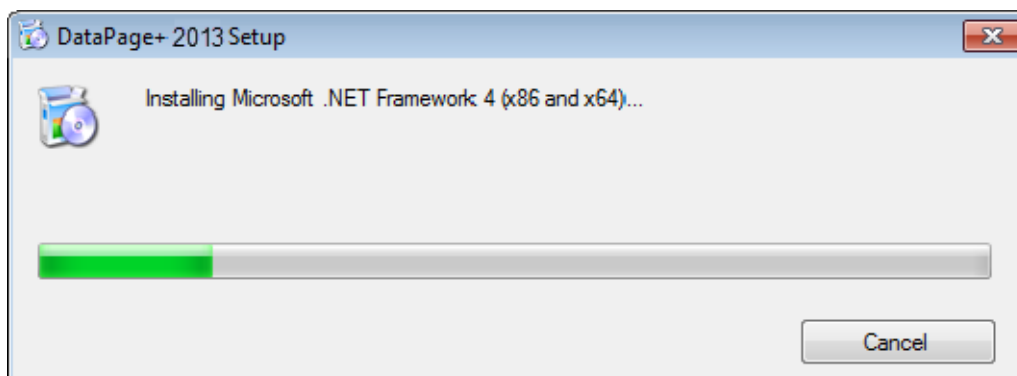 DataPage+ 2013 Setup
Installing Microsoft .NET Framework 4 (x86 and x64)...
Cancel